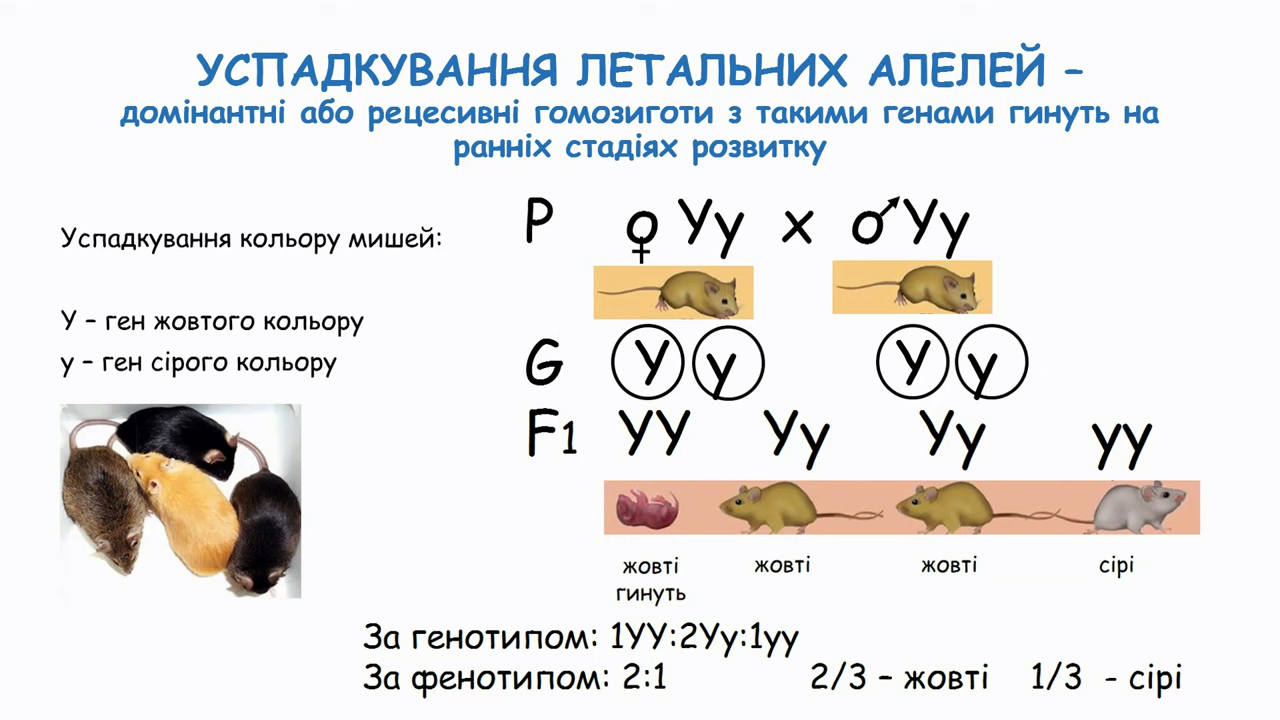 УСПАДКУВАННЯ ЛЕТАЛЬНИХ АЛЕЛЕЙ –
домінантні або рецесивні гомозиготи з такими генами гинуть на
ранніх стадіях розвитку
Успадкування кольору мишей:
Y – ген жовтого кольору
y – ген сірого кольору
P ♀ Yy x ♂ Yy
G Y y Y y
F1 YY Yy Yy yy
жовті гинуть жовті жовті сірі
За генотипом: 1YY:2Yy:1yy
За фенотипом: 2:1 2/3 – жовті 1/3 - сірі